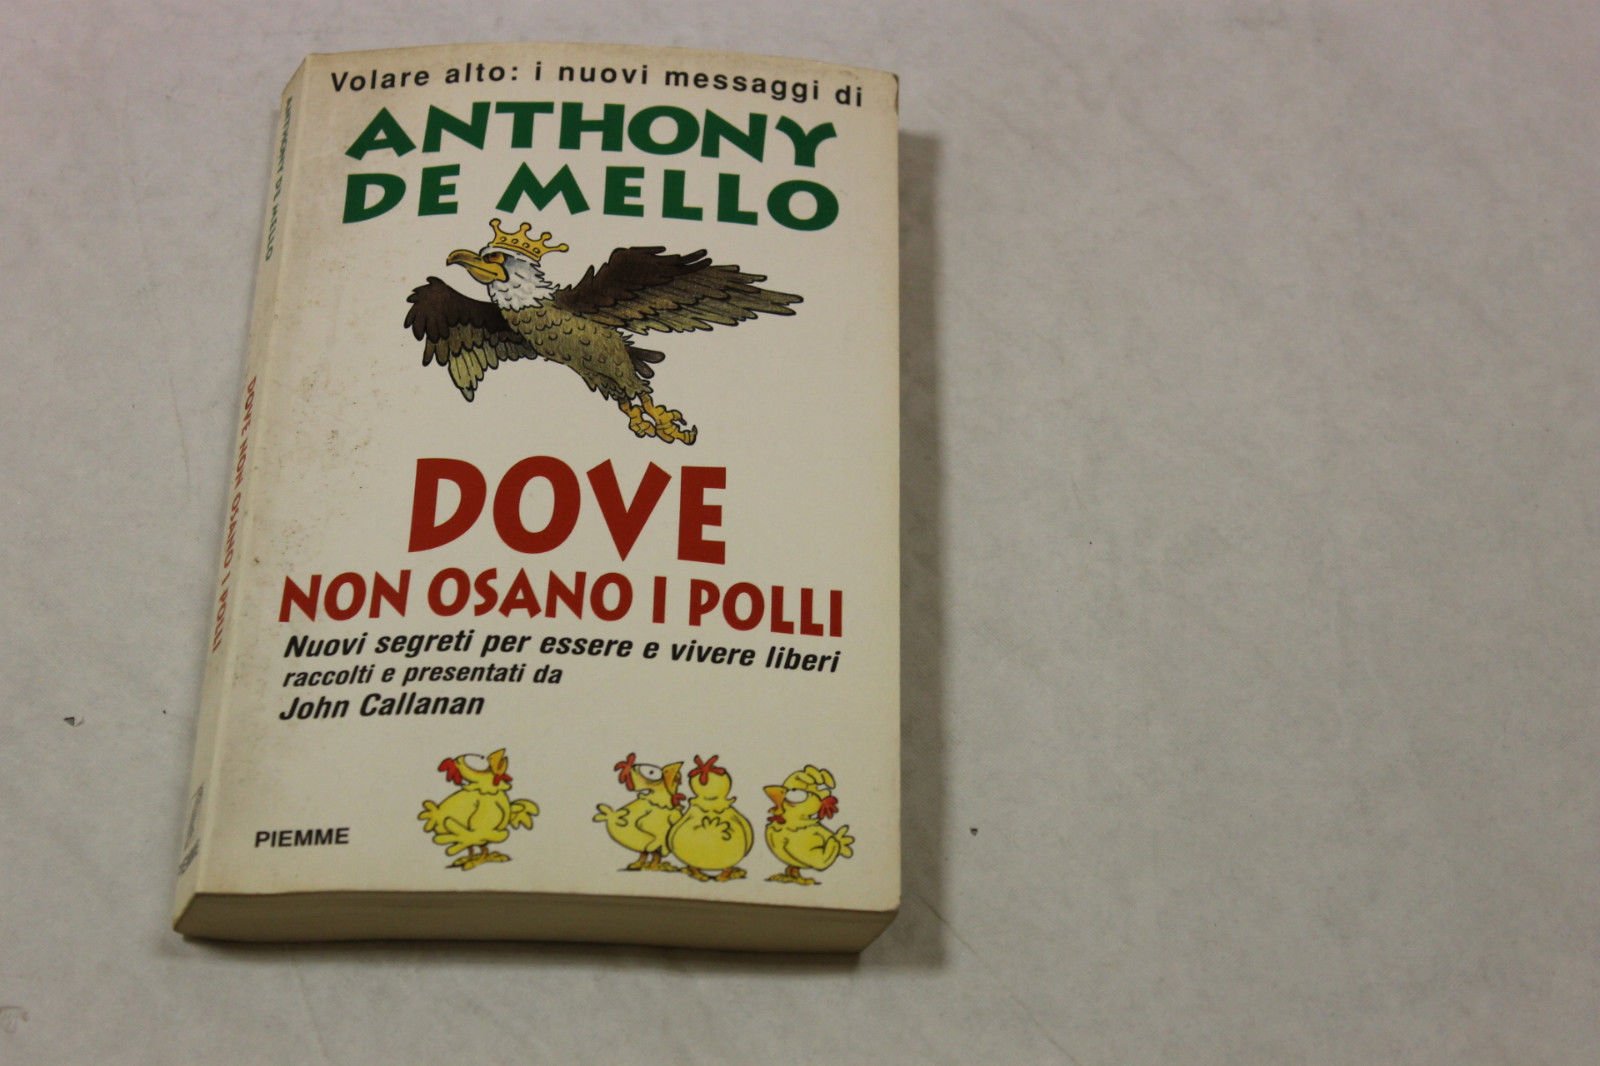 Volare alto: i nuovi messaggi di
ANTHONY
DE MELLO
DOVE
NON OSANO I POLLI
Nuovi segreti per essere e vivere liberi
raccolti e presentati da
John Callanan
PIEMME
ANTHONY DE MELLO
DOVE NON OSANO I POLLI